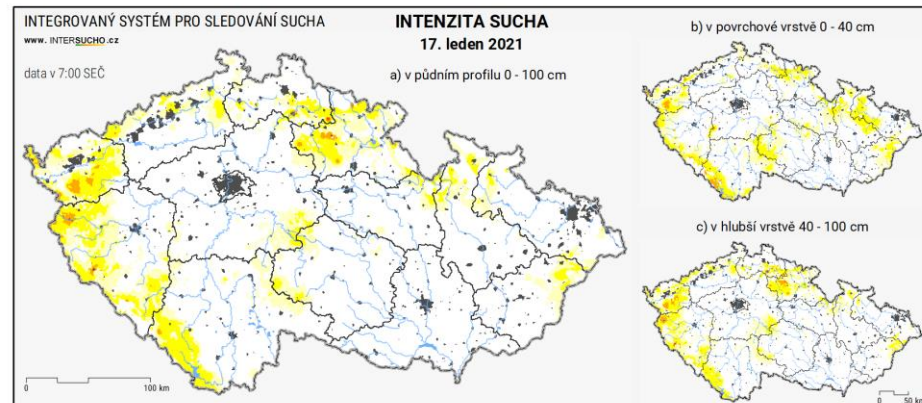 INTEGROVANÝ SYSTÉM PRO SLEDOVÁNÍ SUCHA
www. INTERSUCHO.cz
data v 7:00 SEČ
INTENZITA SUCHA
17. leden 2021
a) v půdním profilu 0 - 100 cm
b) v povrchové vrstvě 0 - 40 cm
c) v hlubší vrstvě 40 - 100 cm
0 100 km
0 50 km